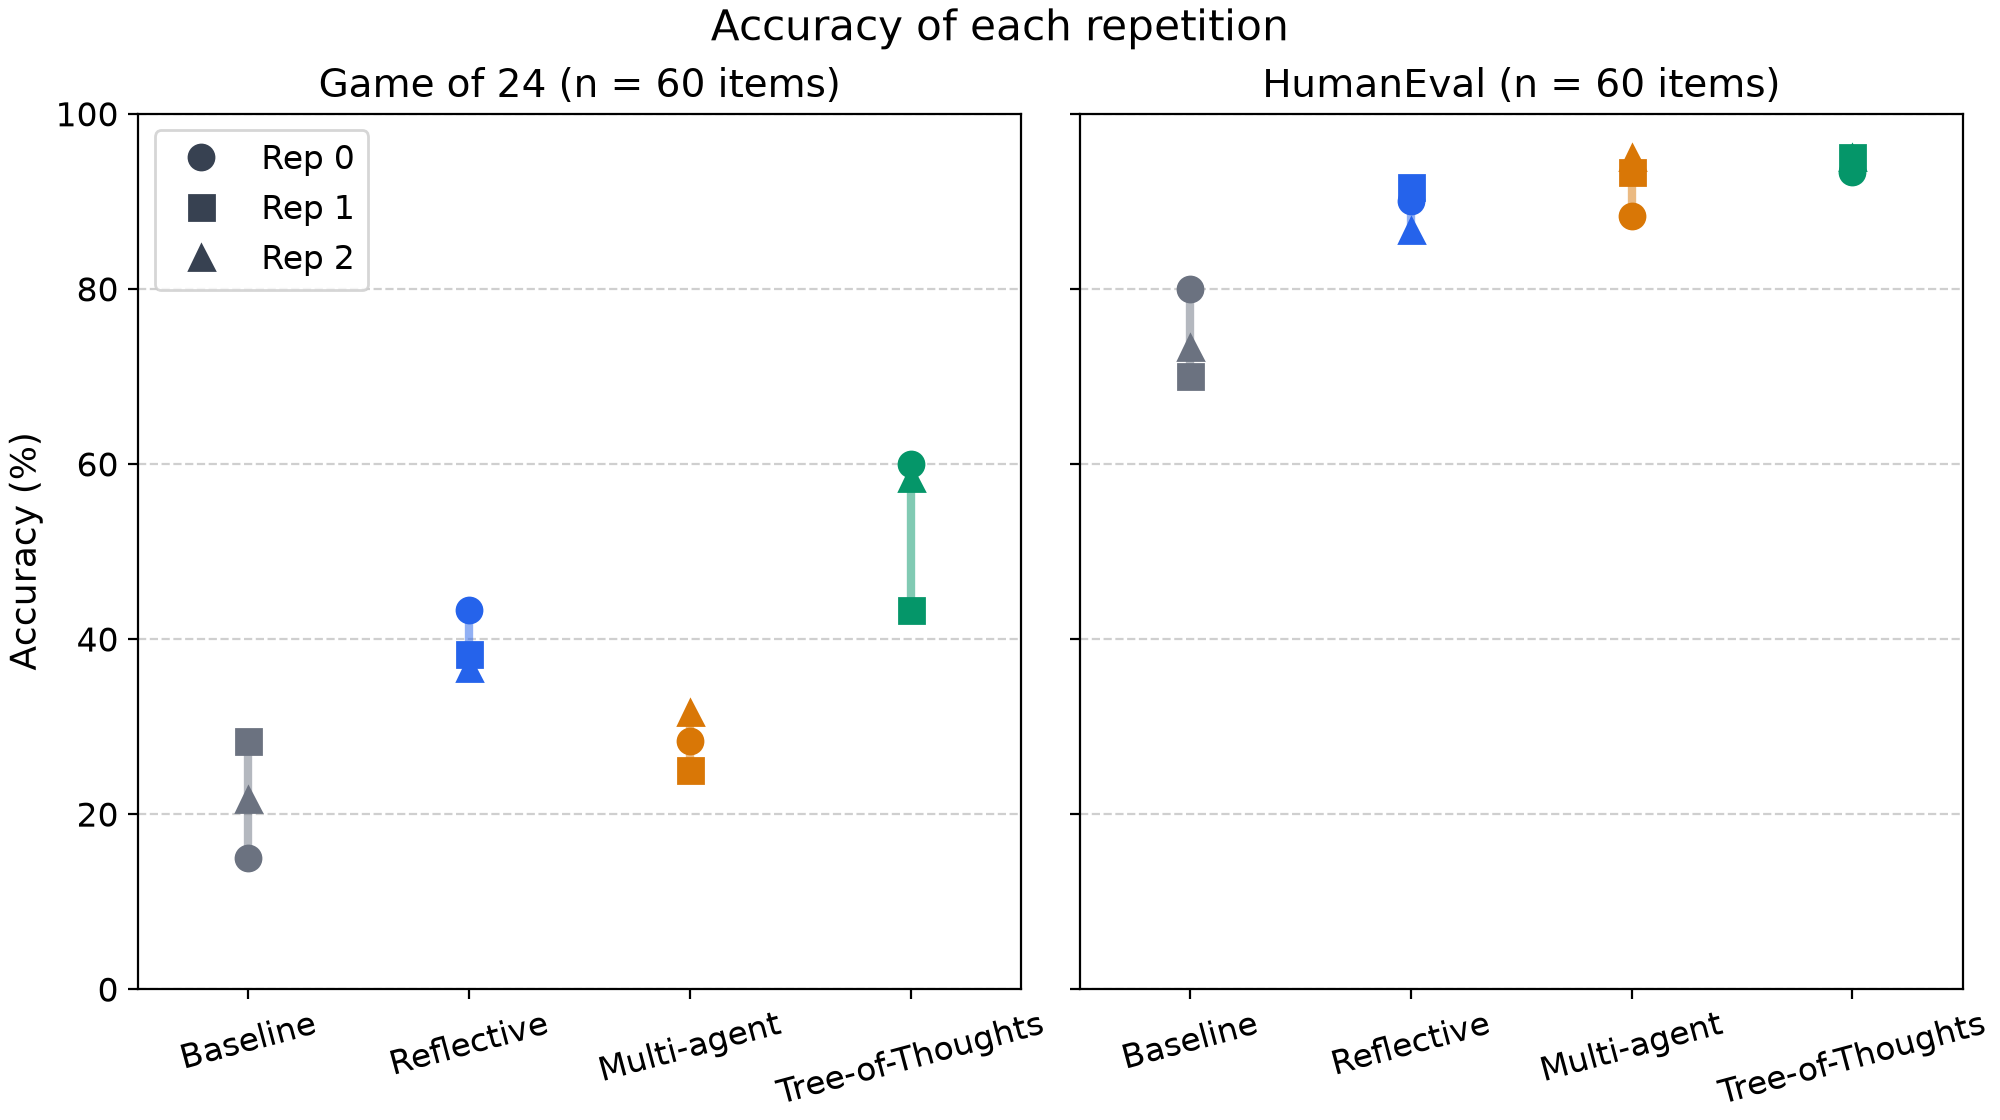 Accuracy of each repetition
Game of 24 (n = 60 items)
HumanEval (n = 60 items)
Accuracy (%)
100
80
60
40
20
0
Rep 0
Rep 1
Rep 2
Baseline
Reflective
Multi-agent
Tree-of-Thoughts
Baseline
Reflective
Multi-agent
Tree-of-Thoughts